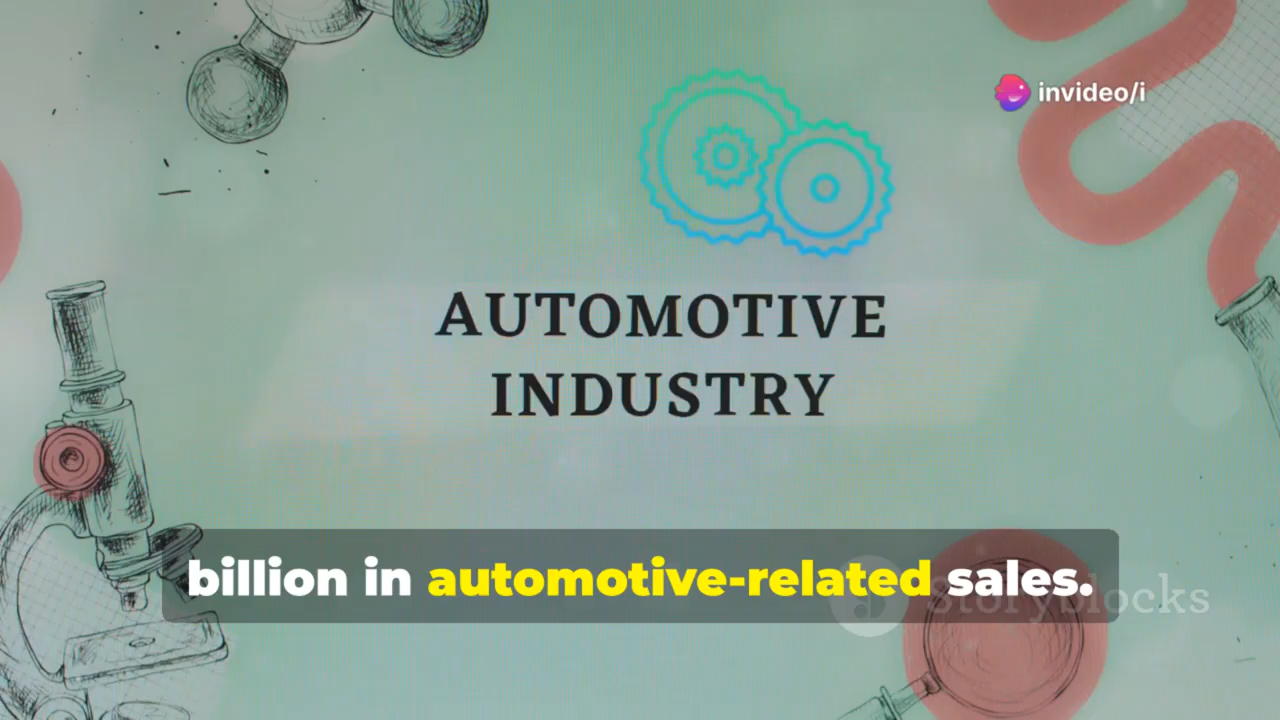 invideo/i
AUTOMOTIVE
INDUSTRY
billion in automotive-related sales.
Storyblocks